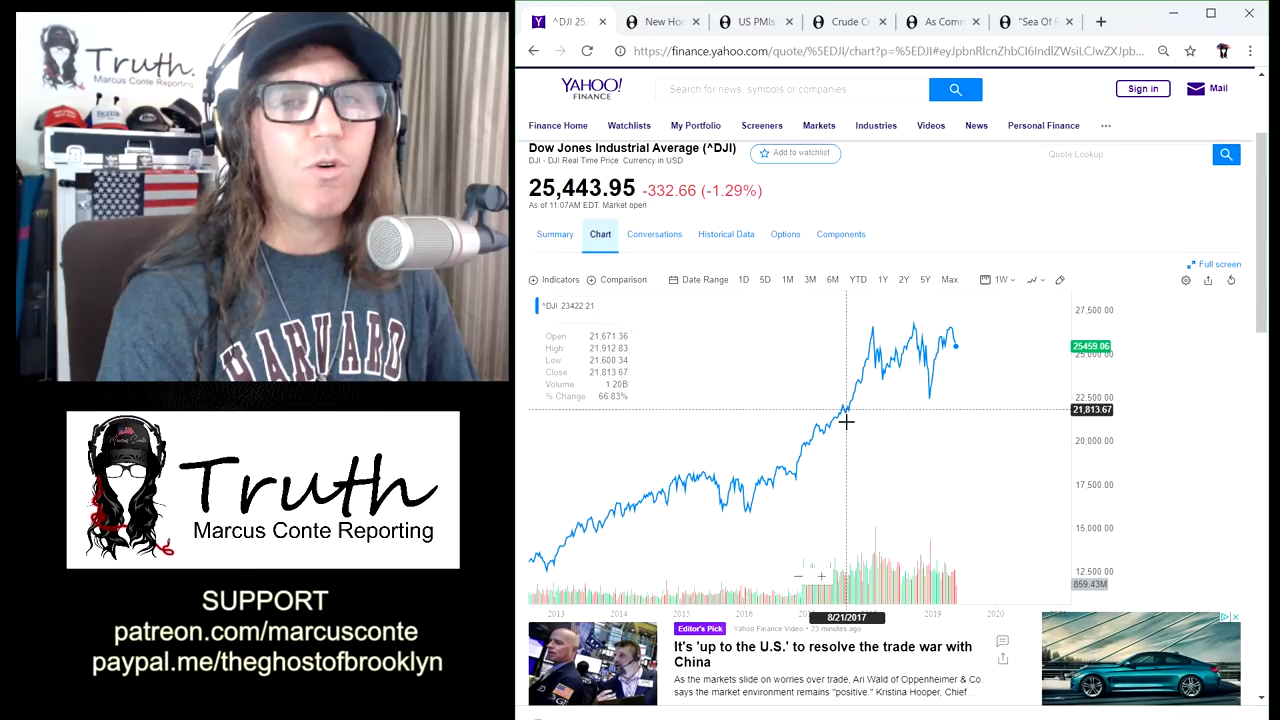 Truth.
Marcus Conte Reporting
HARVARD
Truth
Marcus Conte Reporting
SUPPORT
patreon.com/marcusconte
paypal.me/theghostofbrooklyn
^DJI 25
New Hor
US PMIs
Crude Cr
As Comm
"Sea Of R
https://finance.yahoo.com/quote/%5EDJI/chart?p=%5EDJI#eyJpbnRlcnZhbCI6IndlZWsiLCJwZXJpb...
YAHOO!
FINANCE
Search for news, symbols or companies
Sign in
Mail
Finance Home Watchlists My Portfolio Screeners Markets Industries Videos News Personal Finance ...
Dow Jones Industrial Average (^DJI)
Add to watchlist
Quote Lookup
DJI - DJI Real Time Price. Currency in USD
25,443.95 -332.66 (-1.29%)
As of 11:07AM EDT. Market open.
Summary Chart Conversations Historical Data Options Components
Full screen
Indicators Comparison Date Range 1D 5D 1M 3M 6M YTD 1Y 2Y 5Y Max 1W
^DJI 23422.21
Open 21,671.36
High 21,912.83
Low 21,600.34
Close 21,813.67
Volume 1.20B
% Change 66.83%
27,500.00
25459.06
25,000.00
22,500.00
21,813.67
20,000.00
17,500.00
15,000.00
12,500.00
859.43M
2013 2014 2015 2016 2019 2020
8/21/2017
Editor's Pick Yahoo Finance Video • 23 minutes ago
It's 'up to the U.S.' to resolve the trade war with
China
As the markets slide on worries over trade, Ari Wald of Oppenheimer & Co.
says the market environment remains "positive." Kristina Hooper, Chief...